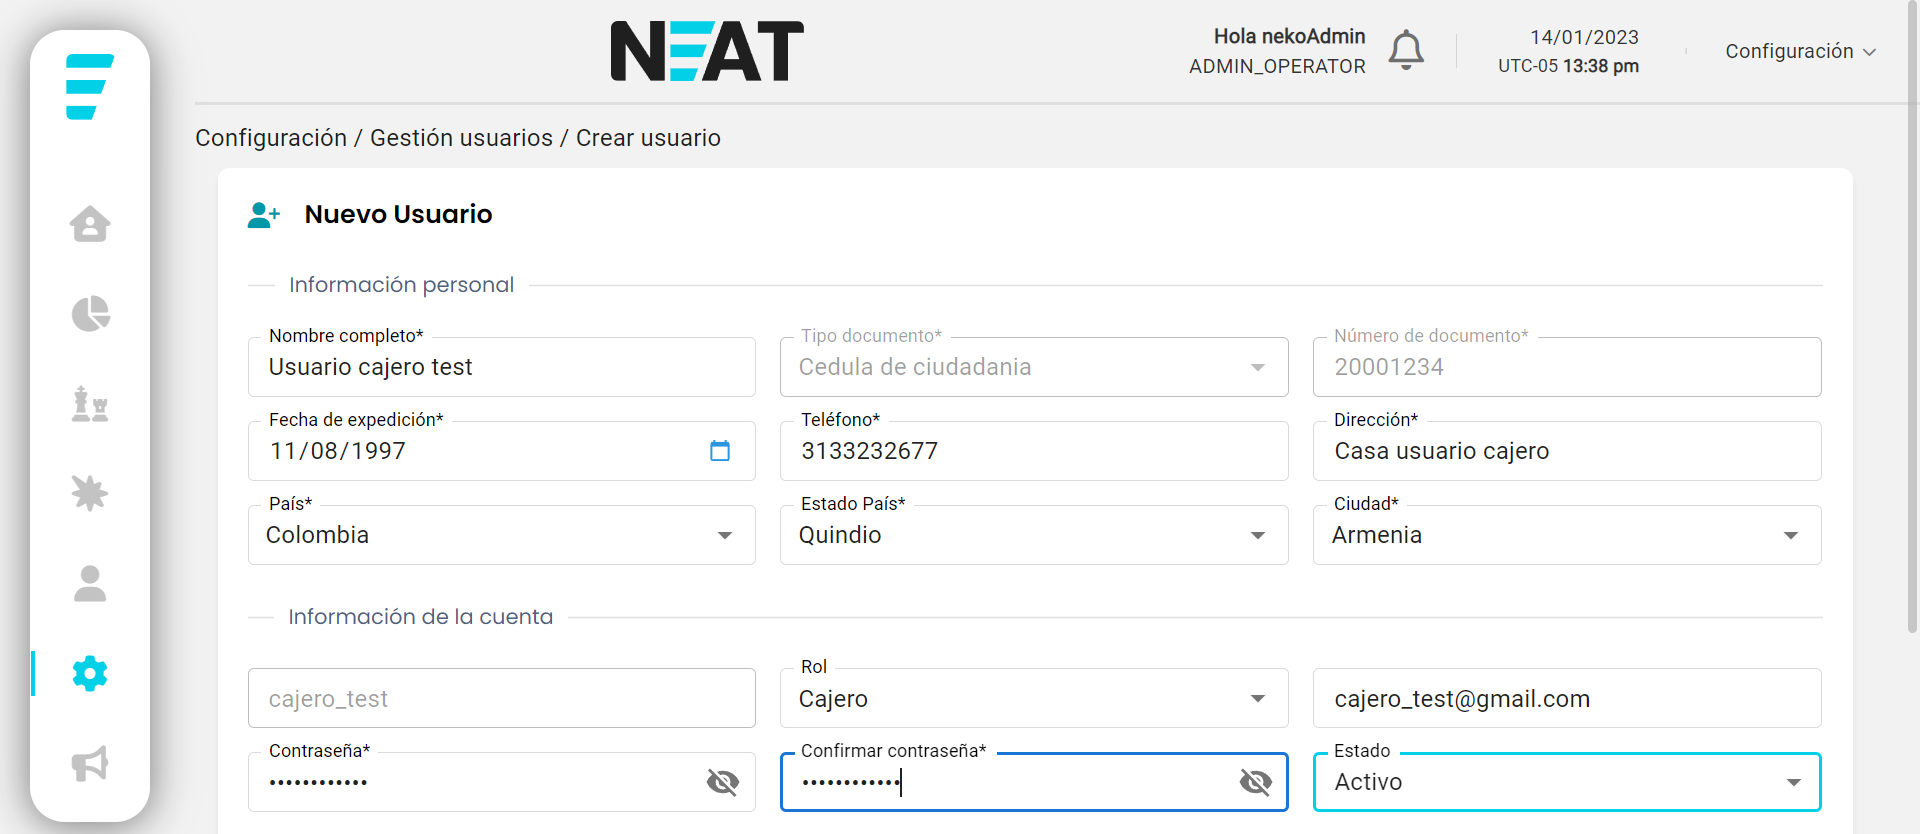 NEAT
Hola nekoAdmin
ADMIN_OPERATOR
14/01/2023
UTC-05 13:38 pm
Configuración
Configuración / Gestión usuarios / Crear usuario
Nuevo Usuario
Información personal
Nombre completo*
Usuario cajero test
Tipo documento*
Cedula de ciudadania
Número de documento*
20001234
Fecha de expedición*
11/08/1997
Teléfono*
3133232677
Dirección*
Casa usuario cajero
País*
Colombia
Estado País*
Quindio
Ciudad*
Armenia
Información de la cuenta
cajero_test
Rol
Cajero
cajero_test@gmail.com
Contraseña*
••••••••••••
Confirmar contraseña*
••••••••••••
Estado
Activo